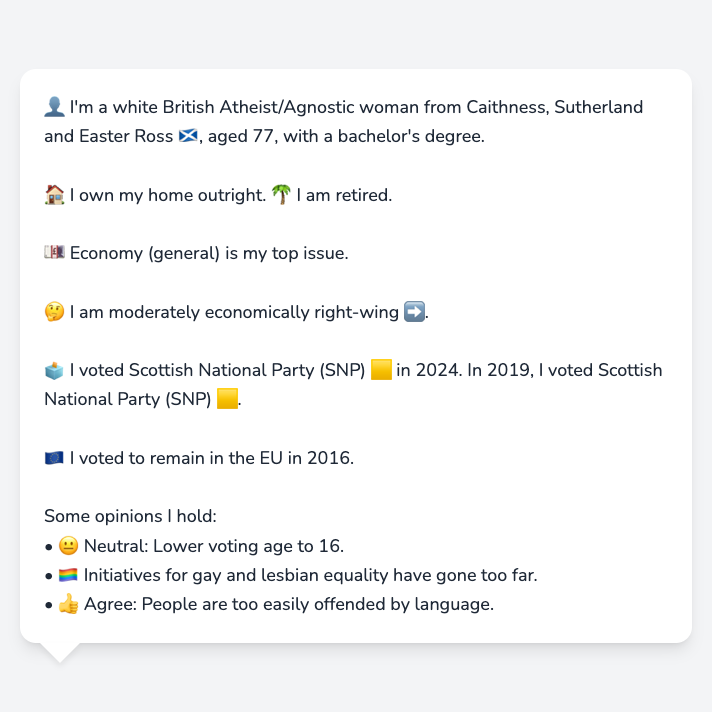 👤 I'm a white British Atheist/Agnostic woman from Caithness, Sutherland
and Easter Ross 🏴󠁧󠁢󠁳󠁣󠁴󠁿, aged 77, with a bachelor's degree.
🏠 I own my home outright. 🌴 I am retired.
💷 Economy (general) is my top issue.
🤔 I am moderately economically right-wing ➡️.
🗳️ I voted Scottish National Party (SNP) 🟨 in 2024. In 2019, I voted Scottish
National Party (SNP) 🟨.
🇪🇺 I voted to remain in the EU in 2016.
Some opinions I hold:
• 😐 Neutral: Lower voting age to 16.
• 🏳️‍🌈 Initiatives for gay and lesbian equality have gone too far.
• 👍 Agree: People are too easily offended by language.